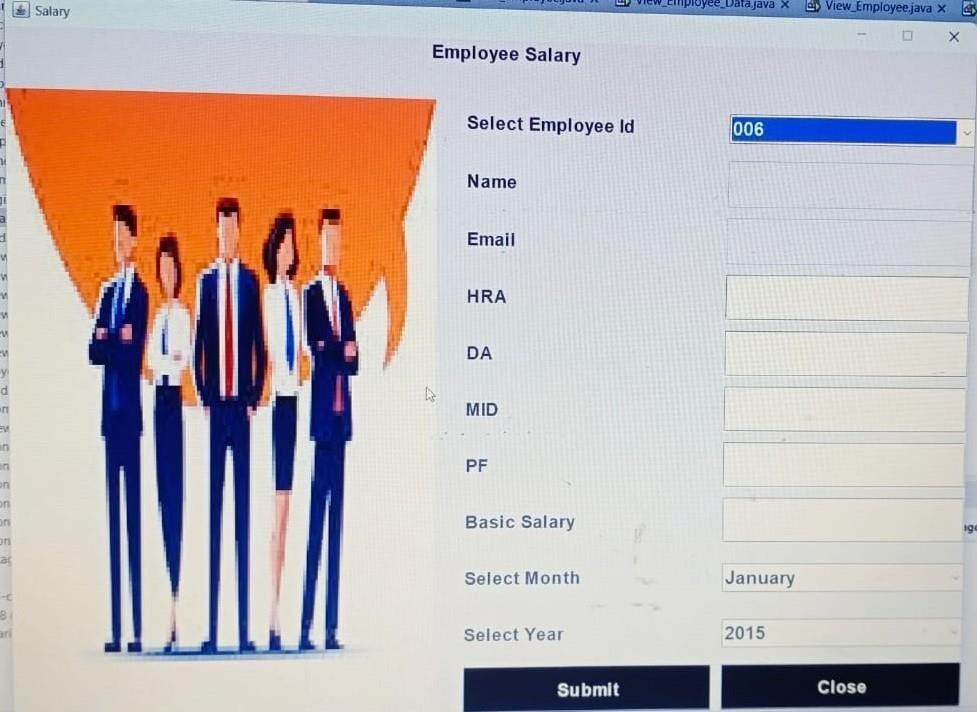 View_Employee_Data.java
View_Employee.java
Salary
Employee Salary
Select Employee Id
006
Name
Email
HRA
DA
MID
PF
Basic Salary
Select Month
January
Select Year
2015
Submit
Close